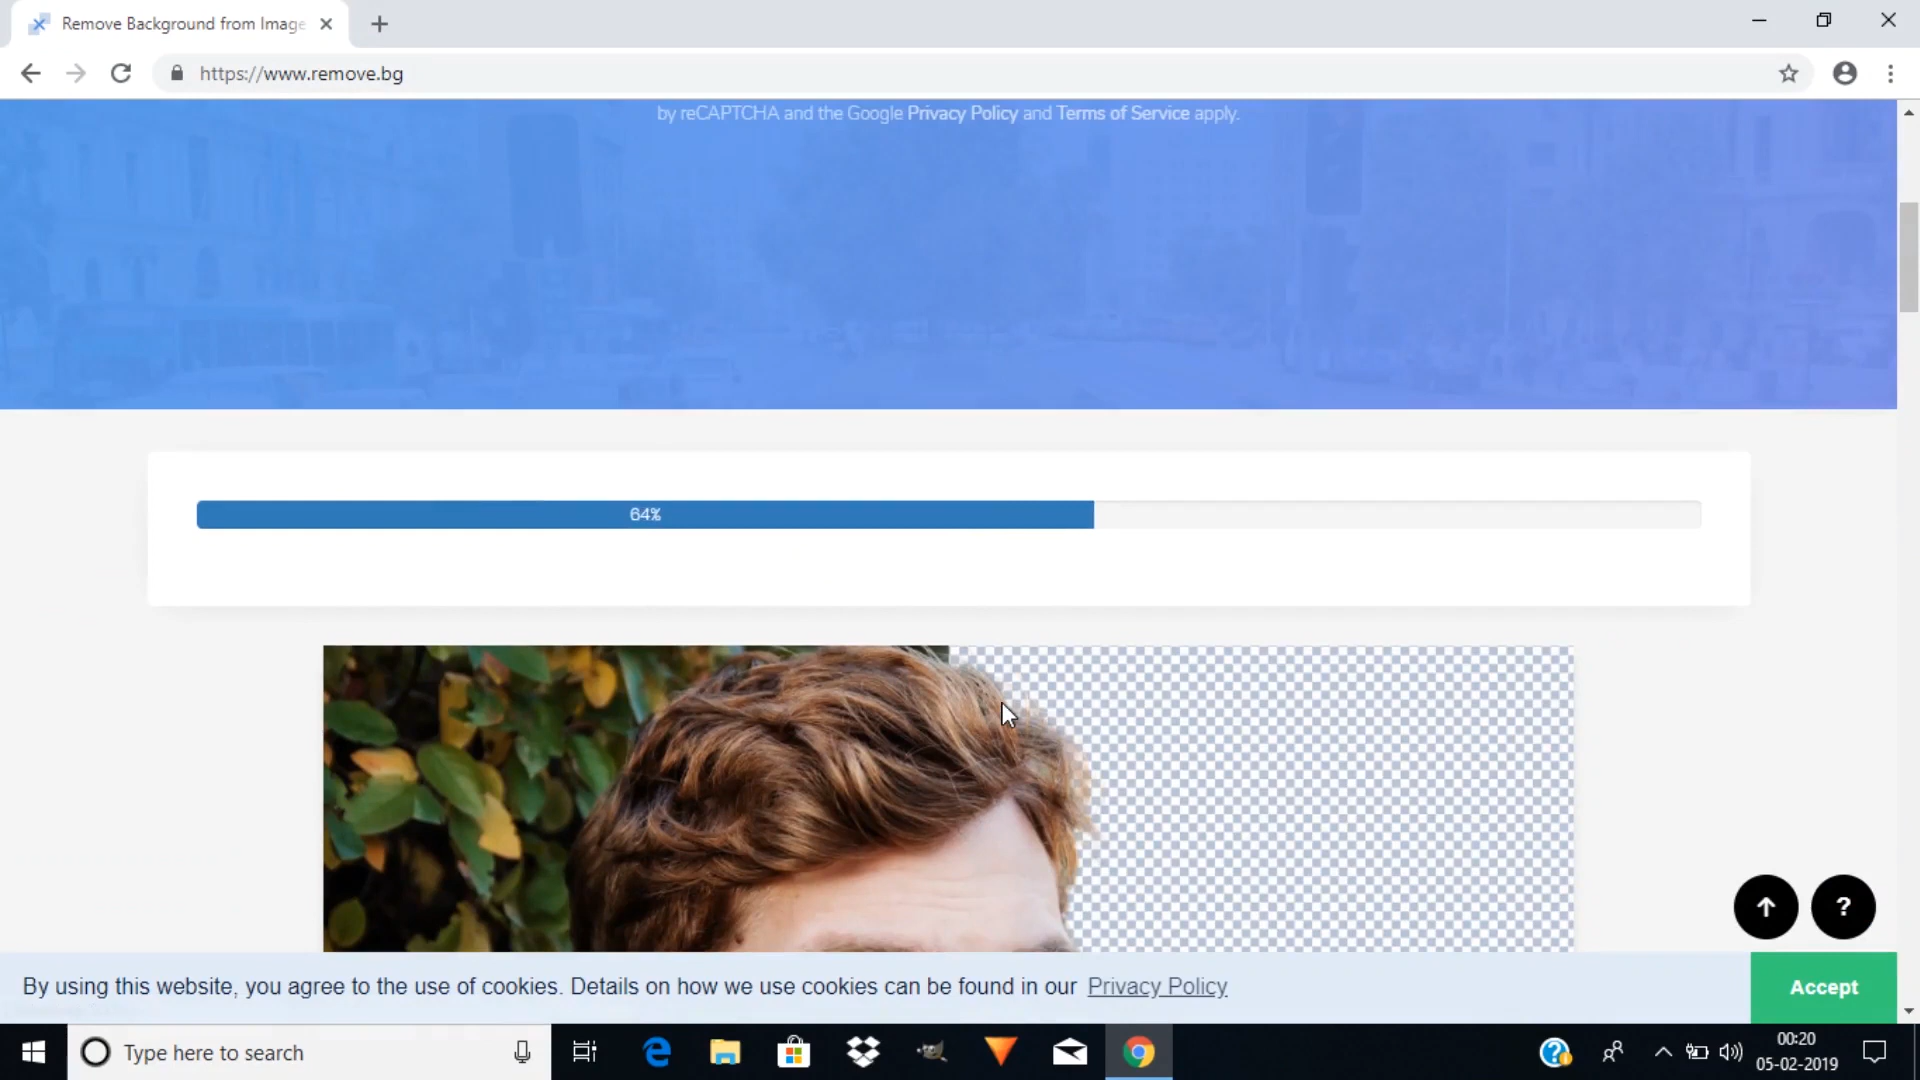 Remove Background from Image
https://www.remove.bg
by reCAPTCHA and the Google Privacy Policy and Terms of Service apply.
64%
?
By using this website, you agree to the use of cookies. Details on how we use cookies can be found in our Privacy Policy
Accept
Type here to search
00:20
05-02-2019